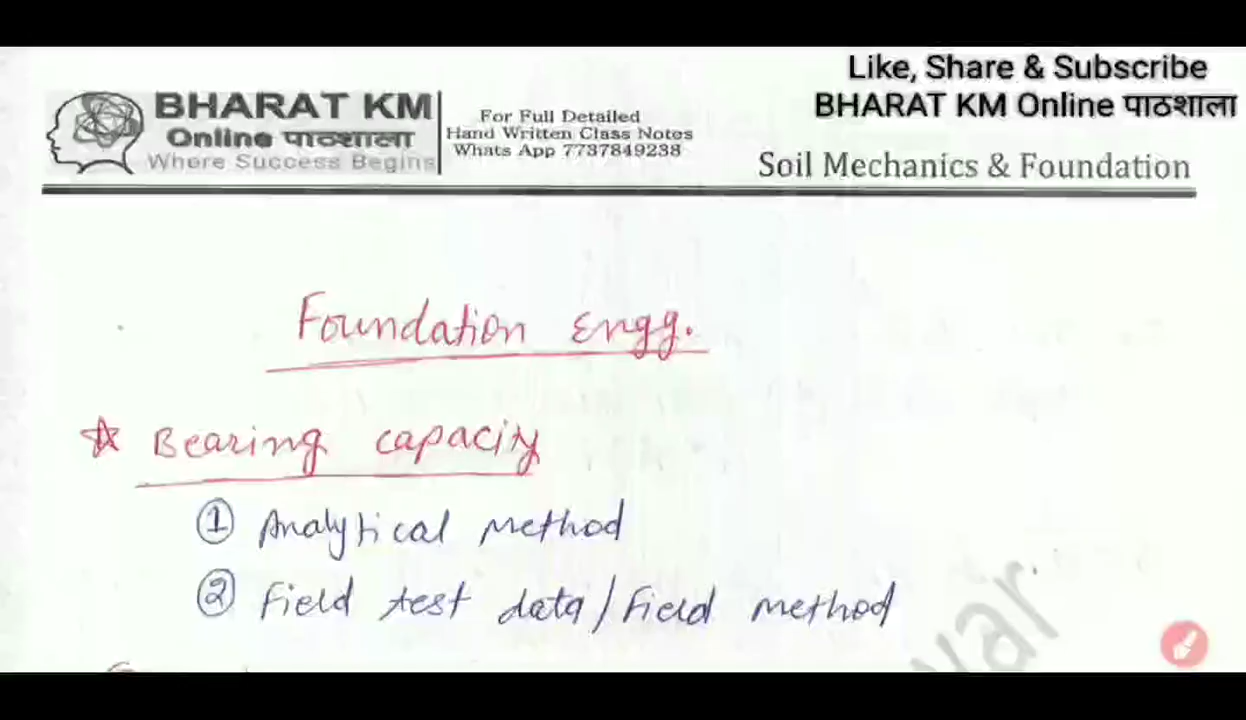 Like, Share & Subscribe
BHARAT KM Online पाठशाला
BHARAT KM
Online पाठशाला
Where Success Begins
For Full Detailed
Hand Written Class Notes
Whats App 7737849238
Soil Mechanics & Foundation
Foundation Engg.
☆ Bearing capacity
① Analytical method
② Field test data/Field method